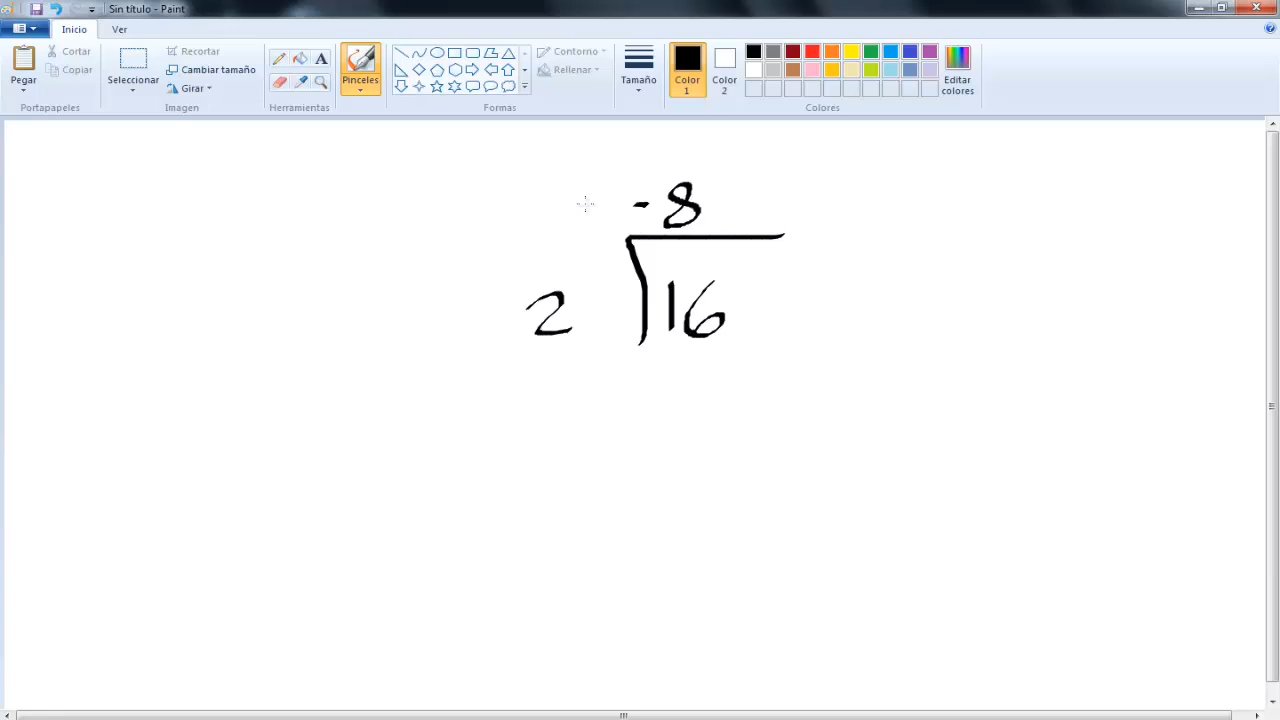 Sin título - Paint
Inicio Ver
Pegar
Cortar
Copiar
Portapapeles
Seleccionar
Recortar
Cambiar tamaño
Girar
Imagen
A
Herramientas
Pinceles
Contorno
Rellenar
Formas
Tamaño
Color 1
Color 2
Editar colores
Colores
-8
2 16